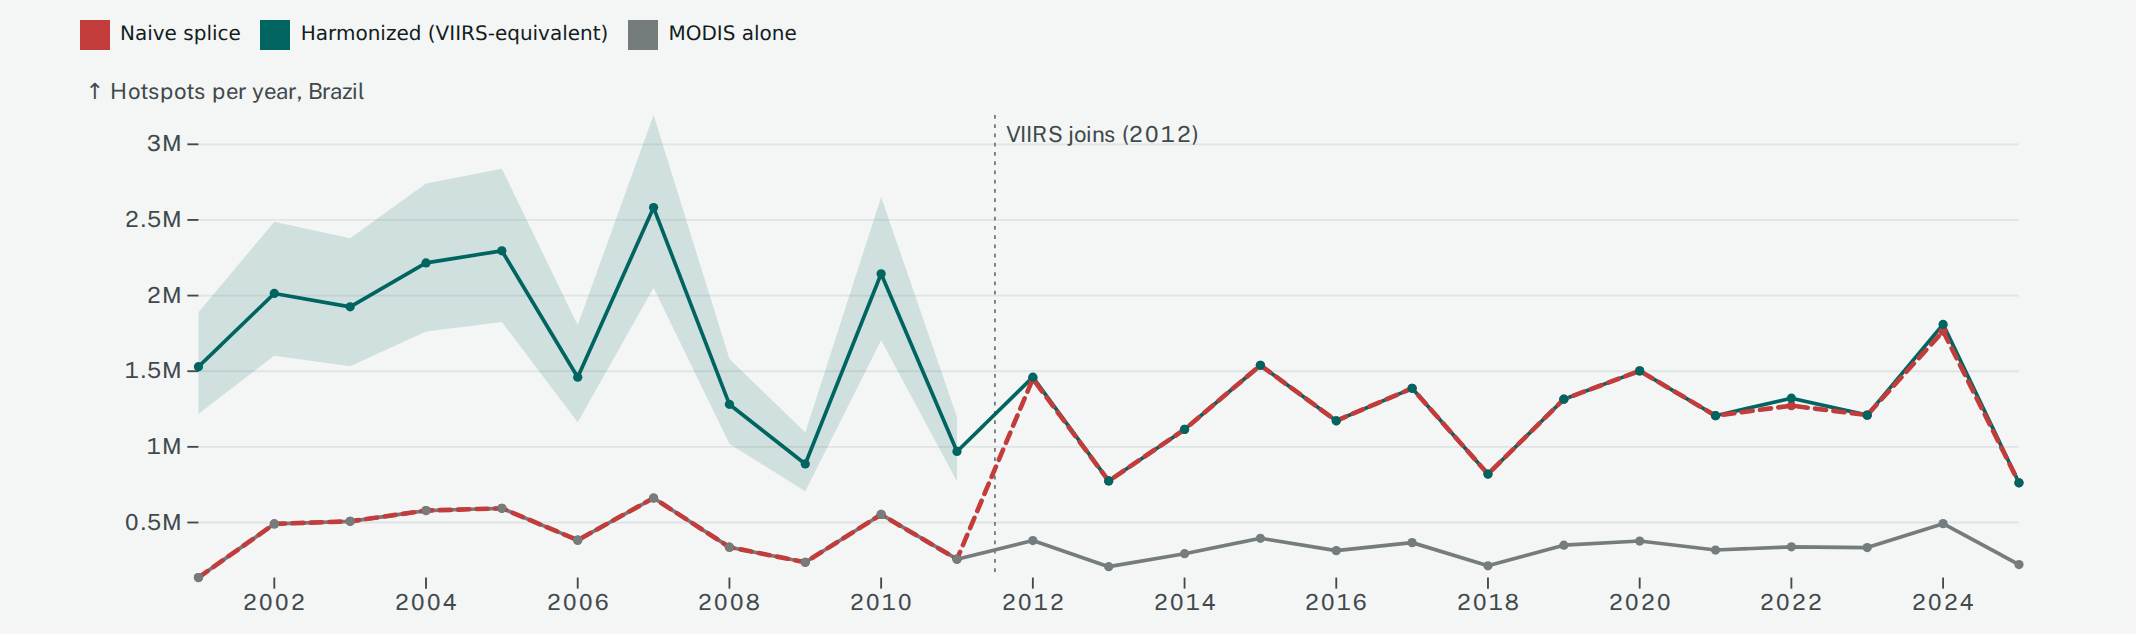 Naive splice Harmonized (VIIRS-equivalent) MODIS alone
↑ Hotspots per year, Brazil
VIIRS joins (2012)
3M
2.5M
2M
1.5M
1M
0.5M
2002 2004 2006 2008 2010 2012 2014 2016 2018 2020 2022 2024